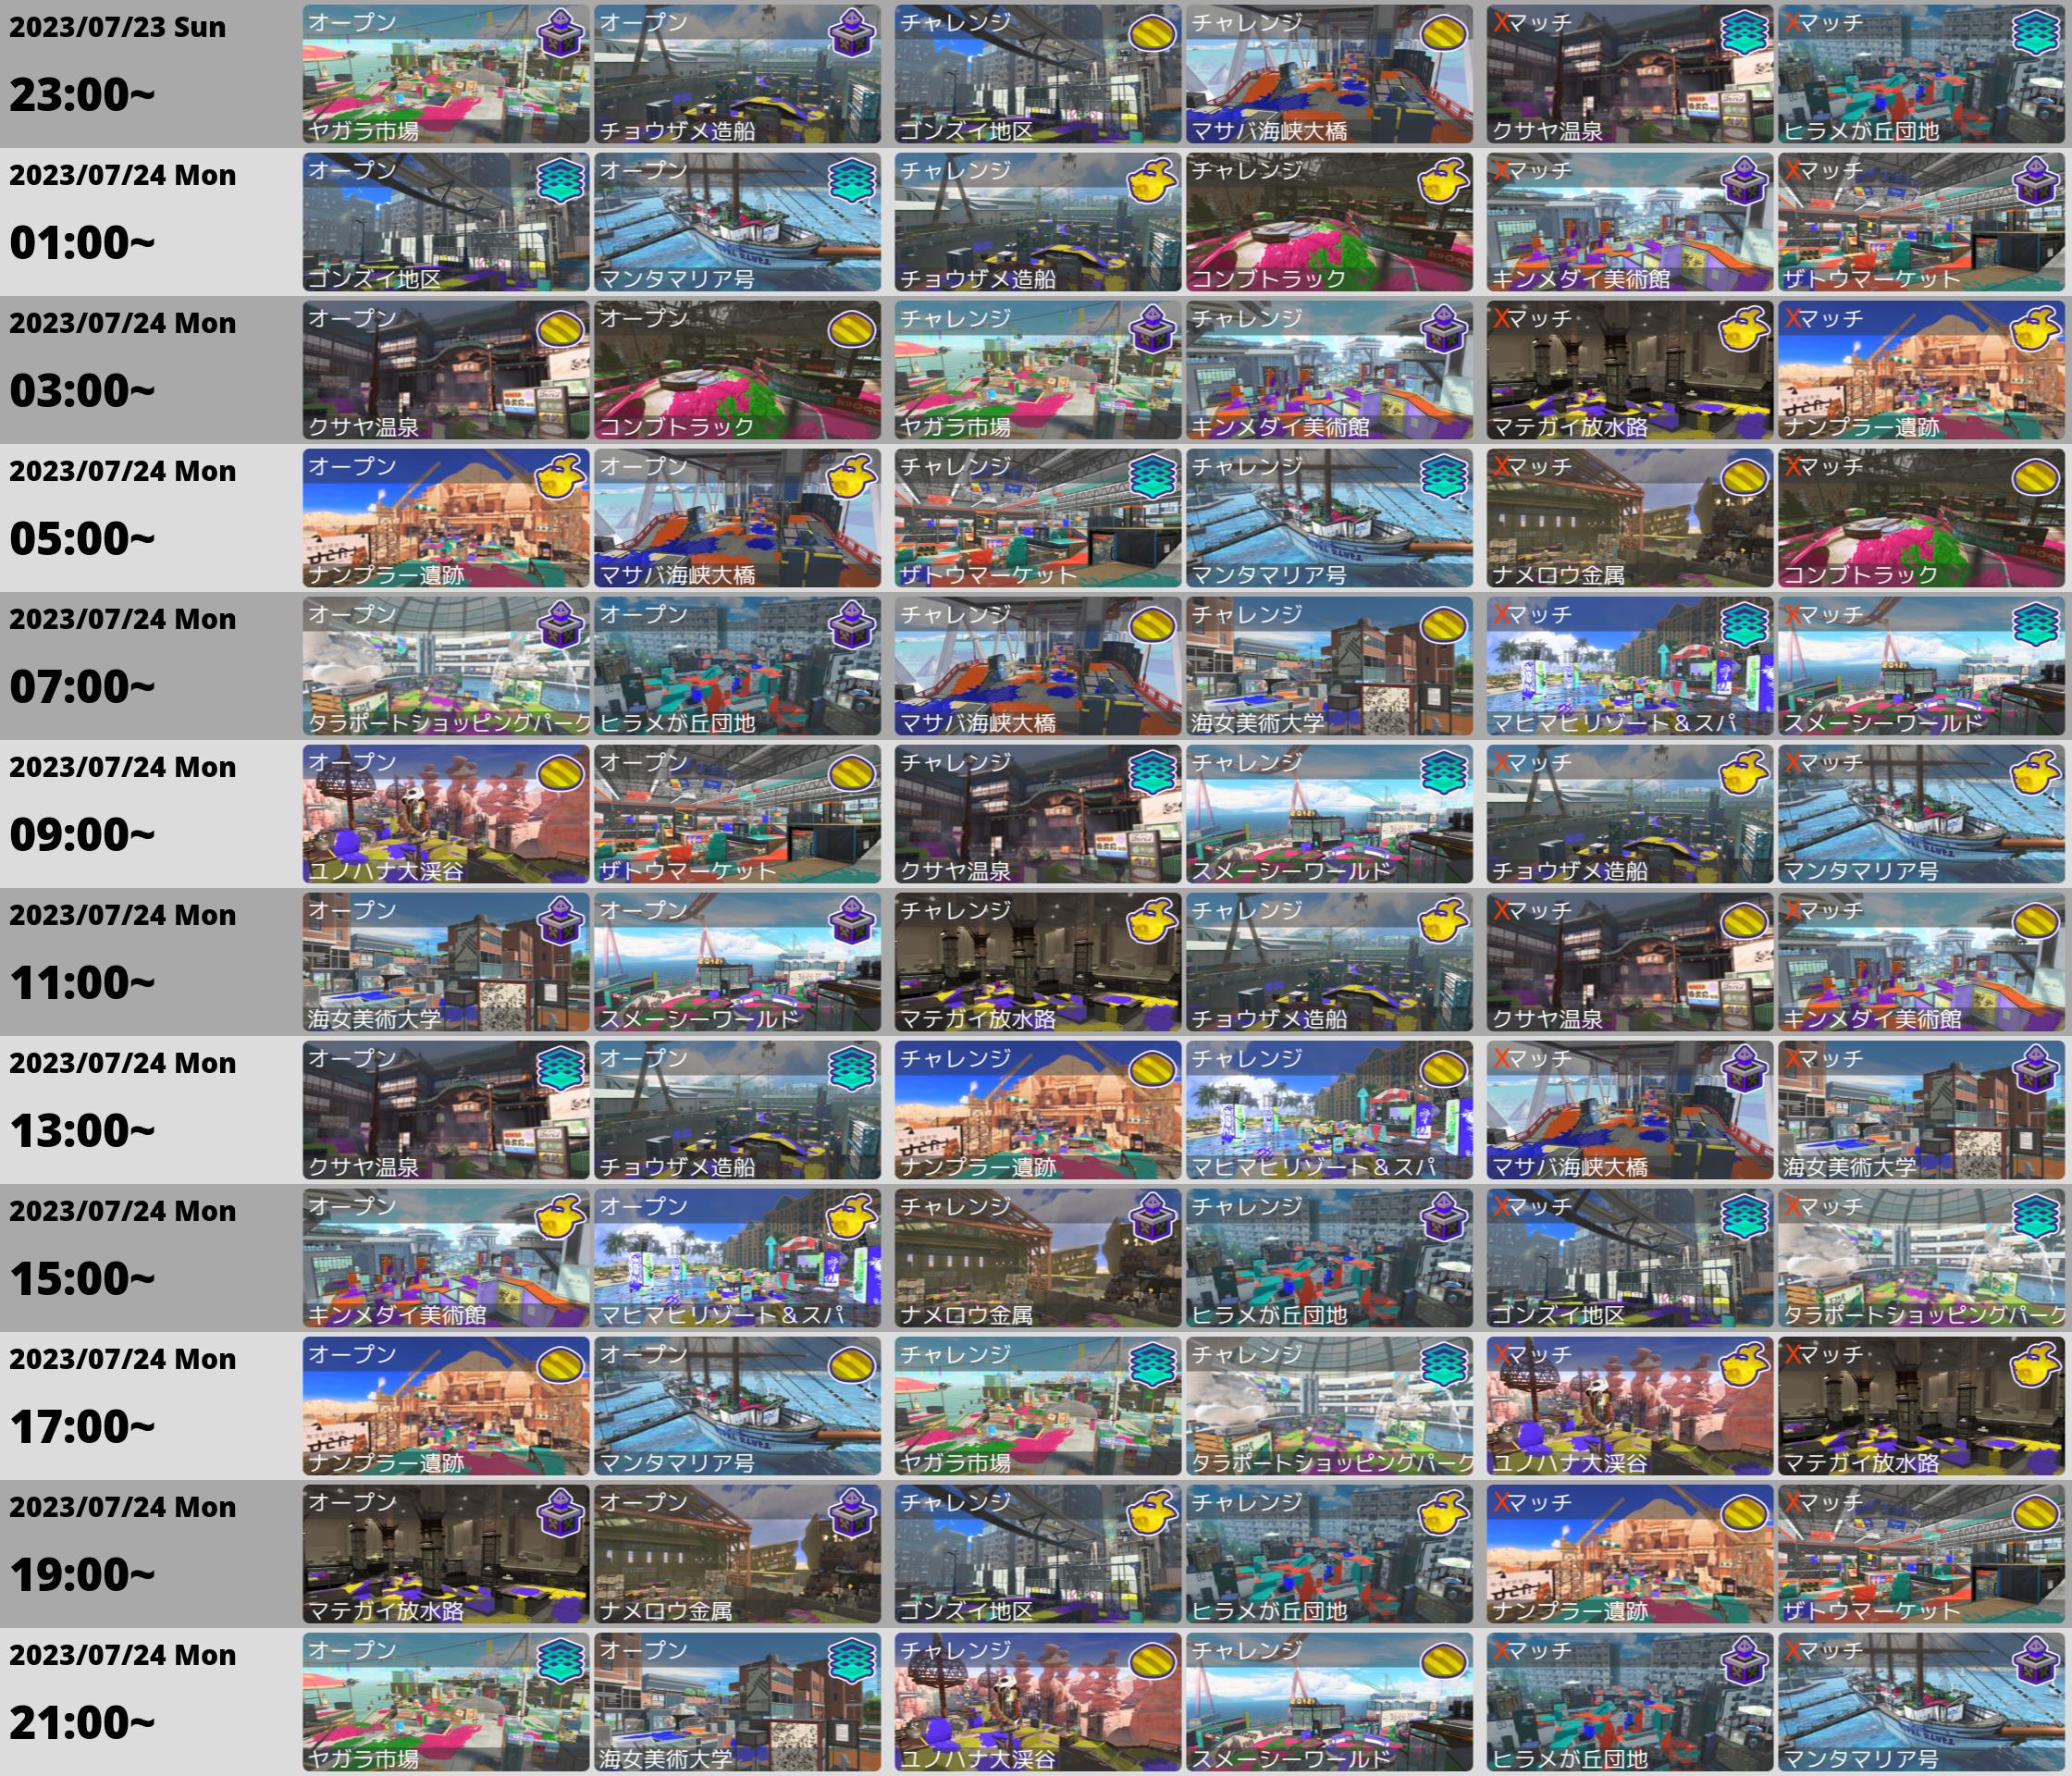 2023/07/23 Sun
23:00~
オープン オープン チャレンジ チャレンジ Xマッチ Xマッチ
ヤガラ市場 チョウザメ造船 ゴンズイ地区 マサバ海峡大橋 クサヤ温泉 ヒラメが丘団地
2023/07/24 Mon
01:00~
オープン オープン チャレンジ チャレンジ Xマッチ Xマッチ
ゴンズイ地区 マンタマリア号 チョウザメ造船 コンブトラック キンメダイ美術館 ザトウマーケット
2023/07/24 Mon
03:00~
オープン オープン チャレンジ チャレンジ Xマッチ Xマッチ
クサヤ温泉 コンブトラック ヤガラ市場 キンメダイ美術館 マテガイ放水路 ナンプラー遺跡
2023/07/24 Mon
05:00~
オープン オープン チャレンジ チャレンジ Xマッチ Xマッチ
ナンプラー遺跡 マサバ海峡大橋 ザトウマーケット マンタマリア号 ナメロウ金属 コンブトラック
2023/07/24 Mon
07:00~
オープン オープン チャレンジ チャレンジ Xマッチ Xマッチ
タラポートショッピングパーク ヒラメが丘団地 マサバ海峡大橋 海女美術大学 マヒマヒリゾート＆スパ スメーシーワールド
2023/07/24 Mon
09:00~
オープン オープン チャレンジ チャレンジ Xマッチ Xマッチ
ユノハナ大渓谷 ザトウマーケット クサヤ温泉 スメーシーワールド チョウザメ造船 マンタマリア号
2023/07/24 Mon
11:00~
オープン オープン チャレンジ チャレンジ Xマッチ Xマッチ
海女美術大学 スメーシーワールド マテガイ放水路 チョウザメ造船 クサヤ温泉 キンメダイ美術館
2023/07/24 Mon
13:00~
オープン オープン チャレンジ チャレンジ Xマッチ Xマッチ
クサヤ温泉 チョウザメ造船 ナンプラー遺跡 マヒマヒリゾート＆スパ マサバ海峡大橋 海女美術大学
2023/07/24 Mon
15:00~
オープン オープン チャレンジ チャレンジ Xマッチ Xマッチ
キンメダイ美術館 マヒマヒリゾート＆スパ ナメロウ金属 ヒラメが丘団地 ゴンズイ地区 タラポートショッピングパーク
2023/07/24 Mon
17:00~
オープン オープン チャレンジ チャレンジ Xマッチ Xマッチ
ナンプラー遺跡 マンタマリア号 ヤガラ市場 タラポートショッピングパーク ユノハナ大渓谷 マテガイ放水路
2023/07/24 Mon
19:00~
オープン オープン チャレンジ チャレンジ Xマッチ Xマッチ
マテガイ放水路 ナメロウ金属 ゴンズイ地区 ヒラメが丘団地 ナンプラー遺跡 ザトウマーケット
2023/07/24 Mon
21:00~
オープン オープン チャレンジ チャレンジ Xマッチ Xマッチ
ヤガラ市場 海女美術大学 ユノハナ大渓谷 スメーシーワールド ヒラメが丘団地 マンタマリア号